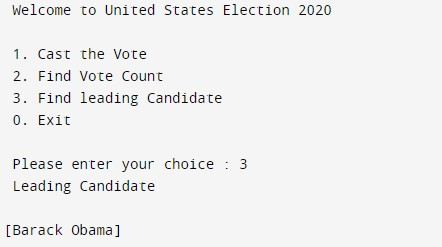 Welcome to United States Election 2020
1. Cast the Vote
2. Find Vote Count
3. Find leading Candidate
0. Exit
Please enter your choice : 3
Leading Candidate
[Barack Obama]